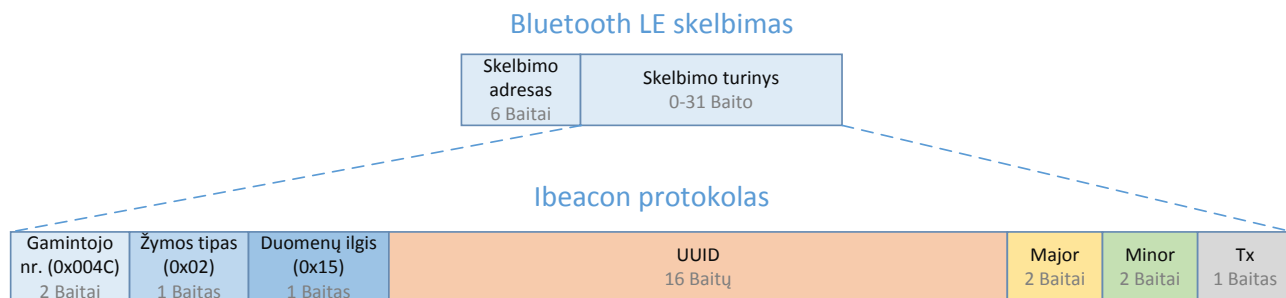 Bluetooth LE skelbimas
Skelbimo
adresas
6 Baitai
Skelbimo turinys
0-31 Baito
Ibeacon protokolas
Gamintojo
nr. (0x004C)
2 Baitai
Žymos tipas
(0x02)
1 Baitas
Duomenų ilgis
(0x15)
1 Baitas
UUID
16 Baitų
Major
2 Baitai
Minor
2 Baitai
Tx
1 Baitas